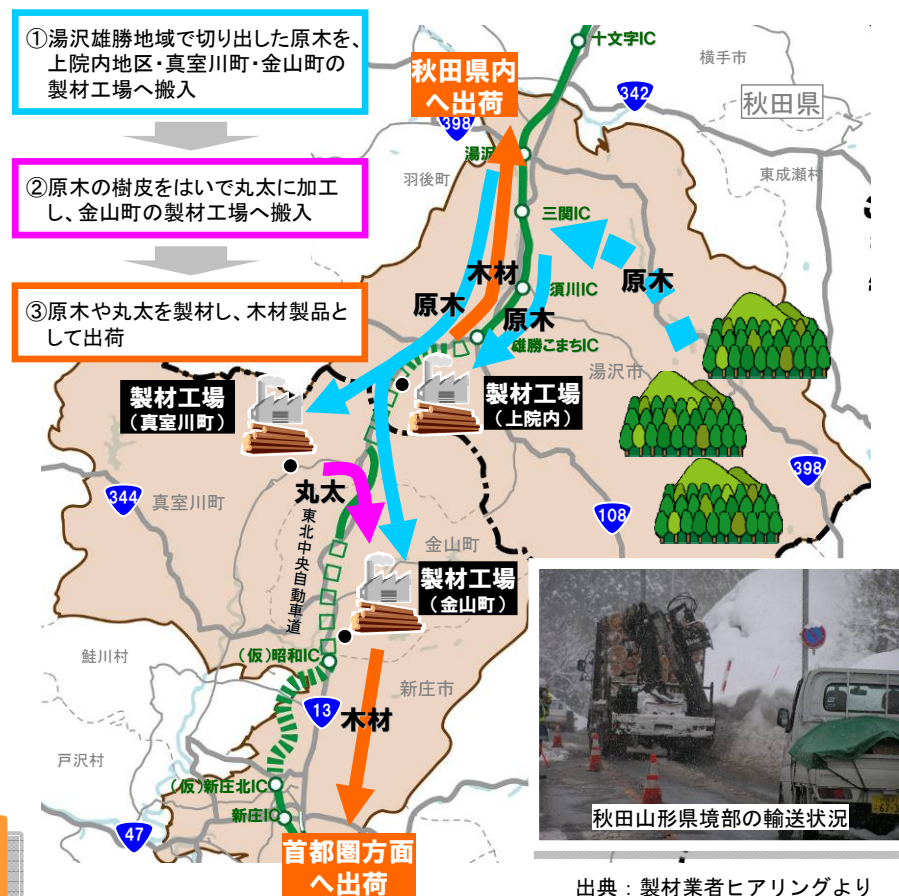 ①湯沢雄勝地域で切り出した原木を、
上院内地区・真室川町・金山町の
製材工場へ搬入
②原木の樹皮をはいで丸太に加工
し、金山町の製材工場へ搬入
③原木や丸太を製材し、木材製品と
して出荷
十文字IC
横手市
秋田県内
へ出荷
342
秋田県
398
湯沢
東成瀬村
羽後町
三関IC
木材
原木
須川IC
原木
原木
雄勝こまちIC
湯沢市
製材工場
(真室川町)
製材工場
(上院内)
398
344
真室川町
丸太
108
東北中央自動車道
金山町
製材工場
(金山町)
(仮)昭和IC
鮭川村
新庄市
13
木材
戸沢村
(仮)新庄北IC
新庄IC
47
首都圏方面
へ出荷
秋田山形県境部の輸送状況
出典:製材業者ヒアリングより